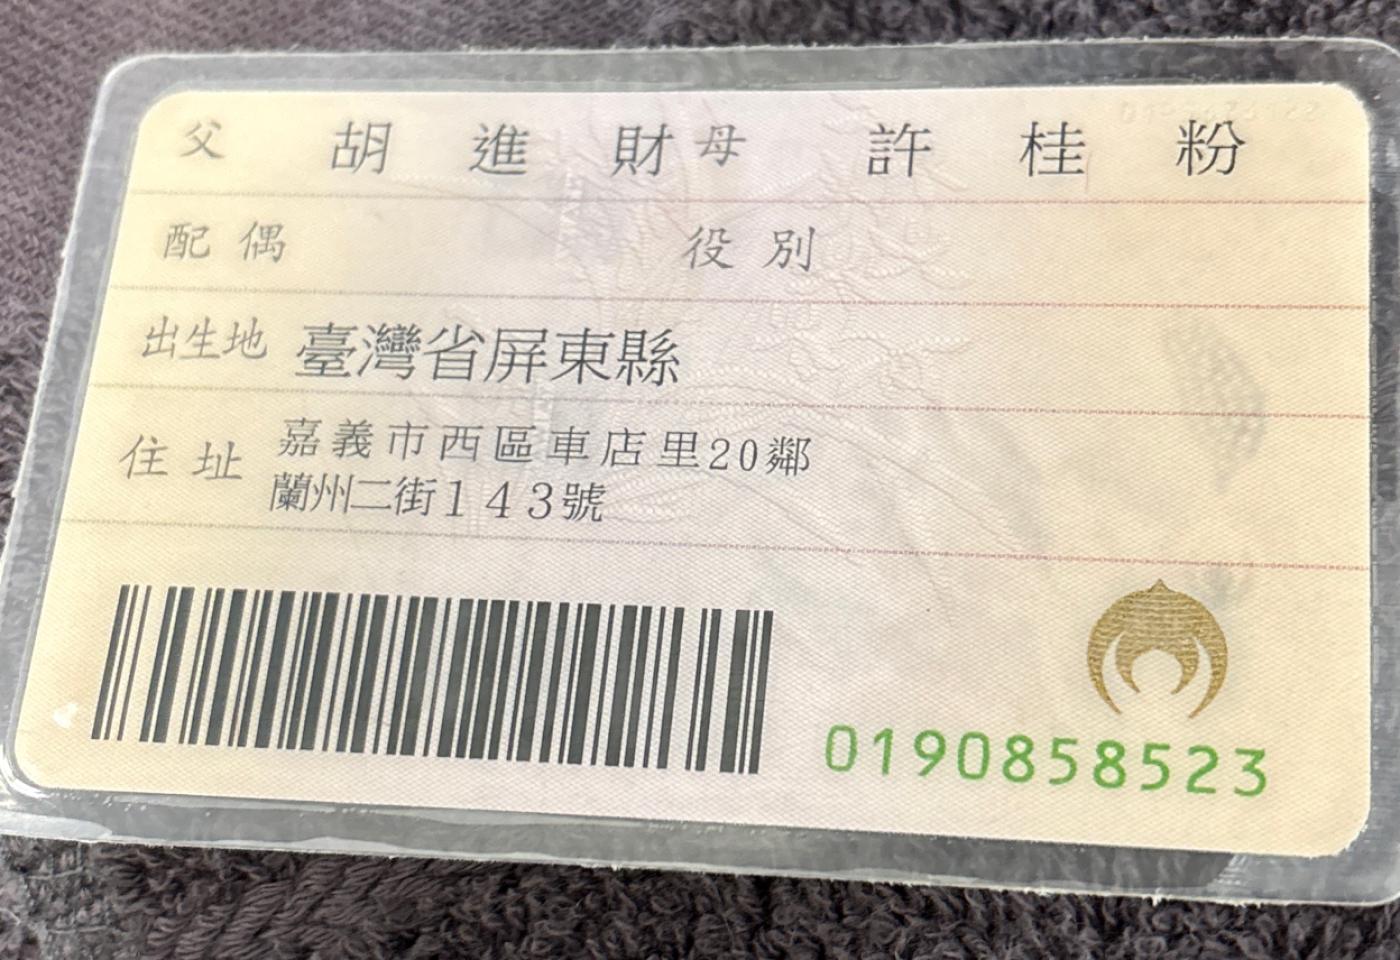 父 胡進財 母 許桂粉
配偶 役別
出生地 臺灣省屏東縣
住址 嘉義市西區車店里20鄰
蘭州二街143號
0190858523